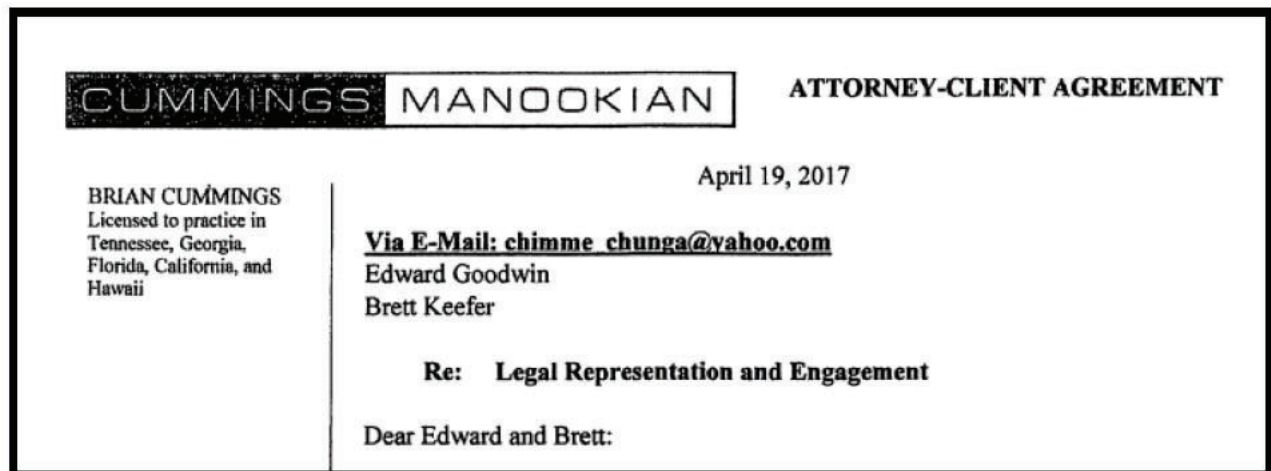 CUMMINGS MANOOKIAN
ATTORNEY-CLIENT AGREEMENT
BRIAN CUMMINGS
Licensed to practice in
Tennessee, Georgia,
Florida, California, and
Hawaii
April 19, 2017
Via E-Mail: chimme_chunga@yahoo.com
Edward Goodwin
Brett Keefer
Re: Legal Representation and Engagement
Dear Edward and Brett: